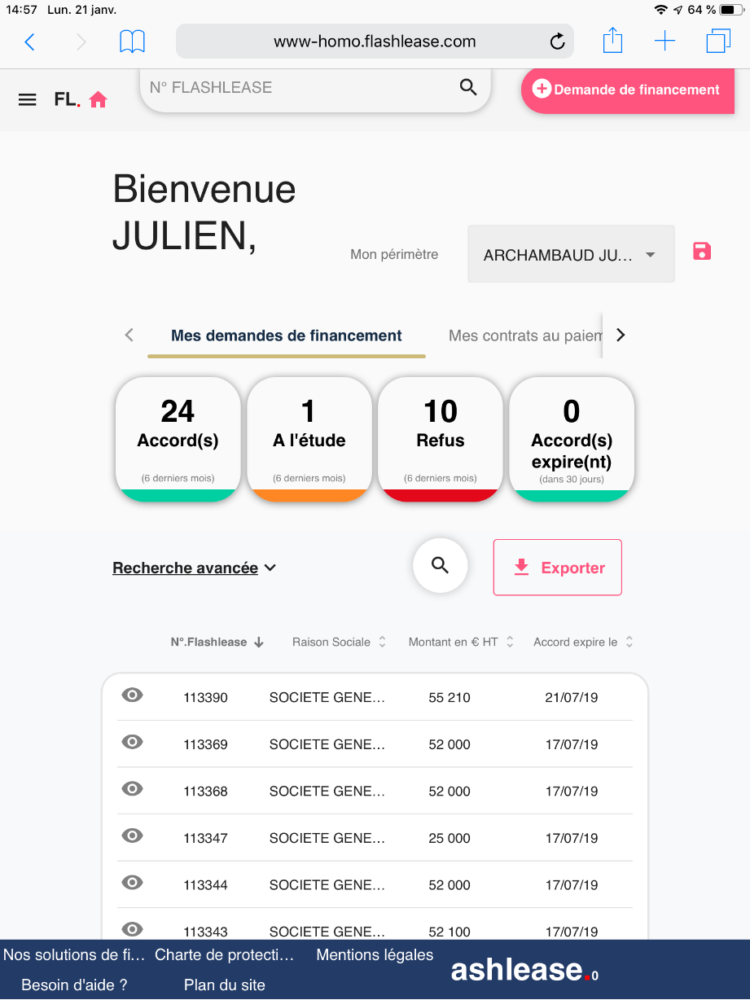 14:57 Lun. 21 janv. 64 %
www-homo.flashlease.com
FL. N° FLASHLEASE Demande de financement
Bienvenue
JULIEN,
Mon périmètre ARCHAMBAUD JU...
Mes demandes de financement Mes contrats au paiem
24 1 10 0
Accord(s) A l'étude Refus Accord(s)
expire(nt)
(6 derniers mois) (6 derniers mois) (6 derniers mois) (dans 30 jours)
Recherche avancée Exporter
N°.Flashlease Raison Sociale Montant en € HT Accord expire le
113390 SOCIETE GENE... 55 210 21/07/19
113369 SOCIETE GENE... 52 000 17/07/19
113368 SOCIETE GENE... 52 000 17/07/19
113347 SOCIETE GENE... 25 000 17/07/19
113344 SOCIETE GENE... 52 000 17/07/19
113343 SOCIETE GENE... 52 100 17/07/19
Nos solutions de fi... Charte de protecti... Mentions légales
ashlease.0
Besoin d'aide ? Plan du site